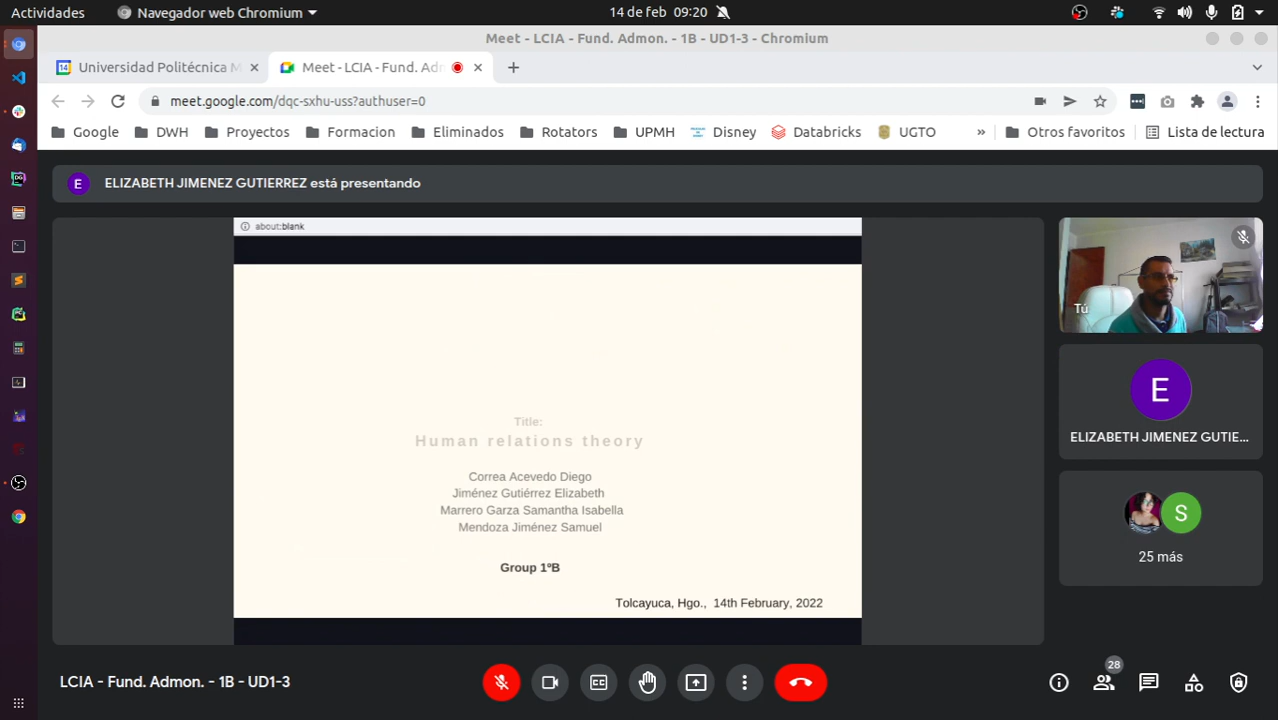 Actividades
Navegador web Chromium
14 de feb 09:20
Meet - LCIA - Fund. Admon. - 1B - UD1-3 - Chromium
14
Universidad Politécnica M
Meet - LCIA - Fund. Adm
meet.google.com/dqc-sxhu-uss?authuser=0
Google
DWH
Proyectos
Formacion
Eliminados
Rotators
UPMH
Disney
Databricks
UGTO
»
Otros favoritos
Lista de lectura
E
ELIZABETH JIMENEZ GUTIERREZ está presentando
about:blank
Title:
Human relations theory
Correa Acevedo Diego
Jiménez Gutiérrez Elizabeth
Marrero Garza Samantha Isabella
Mendoza Jiménez Samuel
Group 1ºB
Tolcayuca, Hgo., 14th February, 2022
Tú
E
ELIZABETH JIMENEZ GUTIE...
S
25 más
LCIA - Fund. Admon. - 1B - UD1-3
28